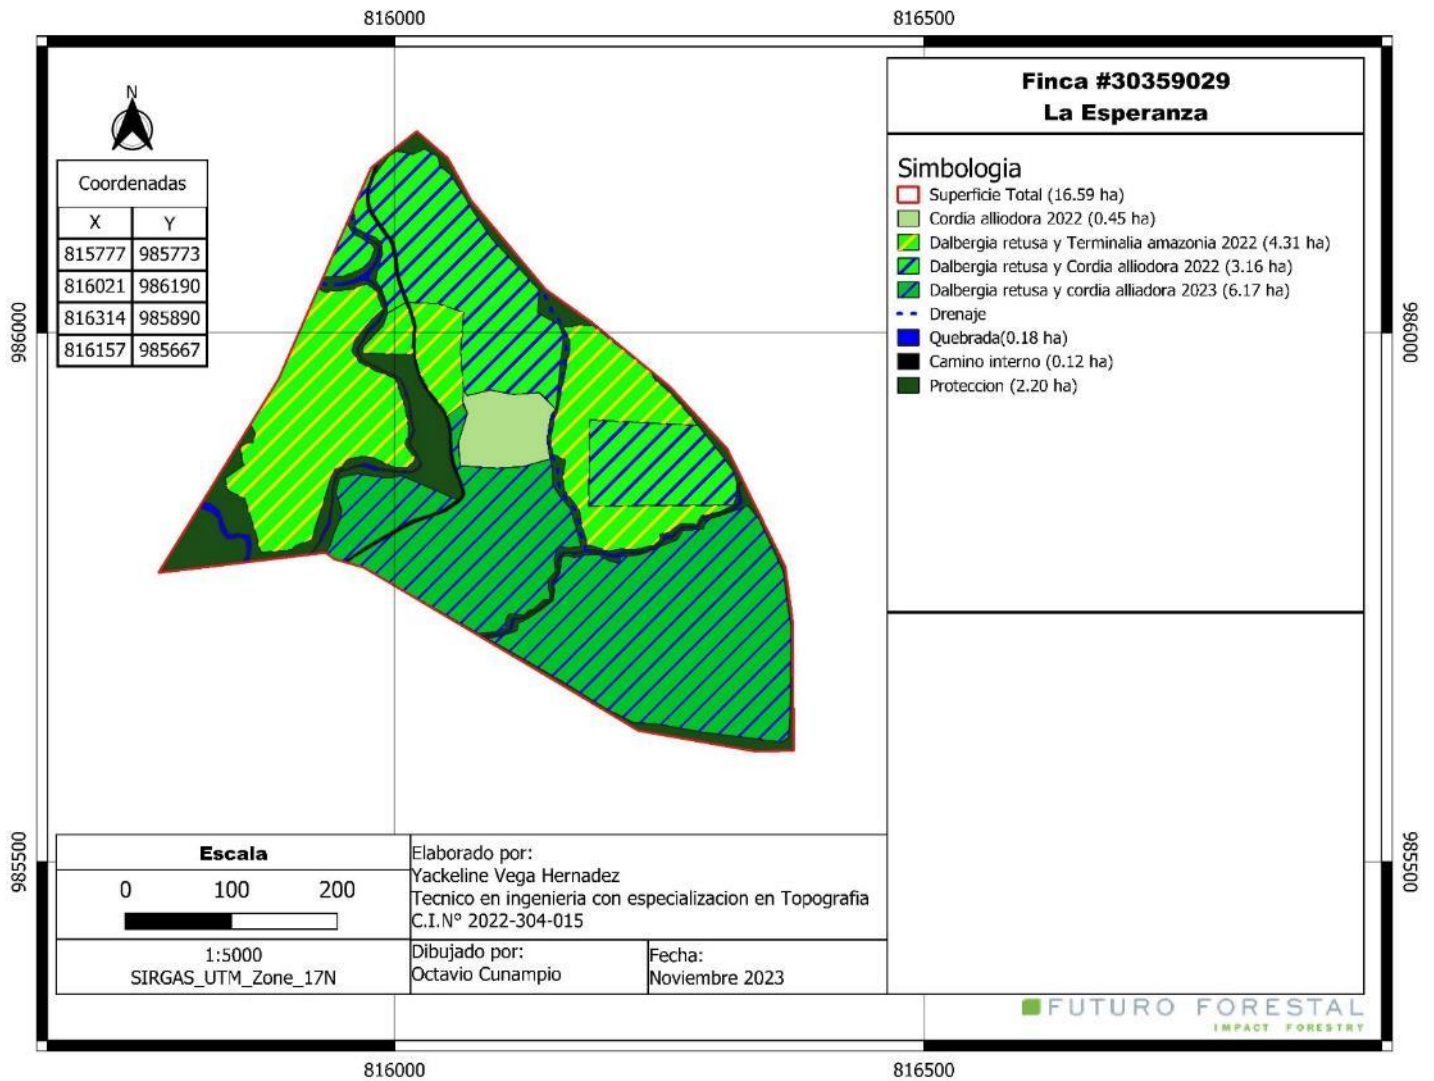 816000
816500
Finca #30359029
La Esperanza
N
Coordenadas
X Y
815777 985773
816021 986190
816314 985890
816157 985667
Simbologia
Superficie Total (16.59 ha)
Cordia alliodora 2022 (0.45 ha)
Dalbergia retusa y Terminalia amazonia 2022 (4.31 ha)
Dalbergia retusa y Cordia alliodora 2022 (3.16 ha)
Dalbergia retusa y cordia alliadora 2023 (6.17 ha)
Drenaje
Quebrada(0.18 ha)
Camino interno (0.12 ha)
Proteccion (2.20 ha)
986000
986000
985500
985500
Escala
0 100 200
1:5000
SIRGAS_UTM_Zone_17N
Elaborado por:
Yackeline Vega Hernadez
Tecnico en ingenieria con especializacion en Topografia
C.I.N° 2022-304-015
Dibujado por:
Octavio Cunampio
Fecha:
Noviembre 2023
FUTURO FORESTAL
IMPACT FORESTRY
816000
816500